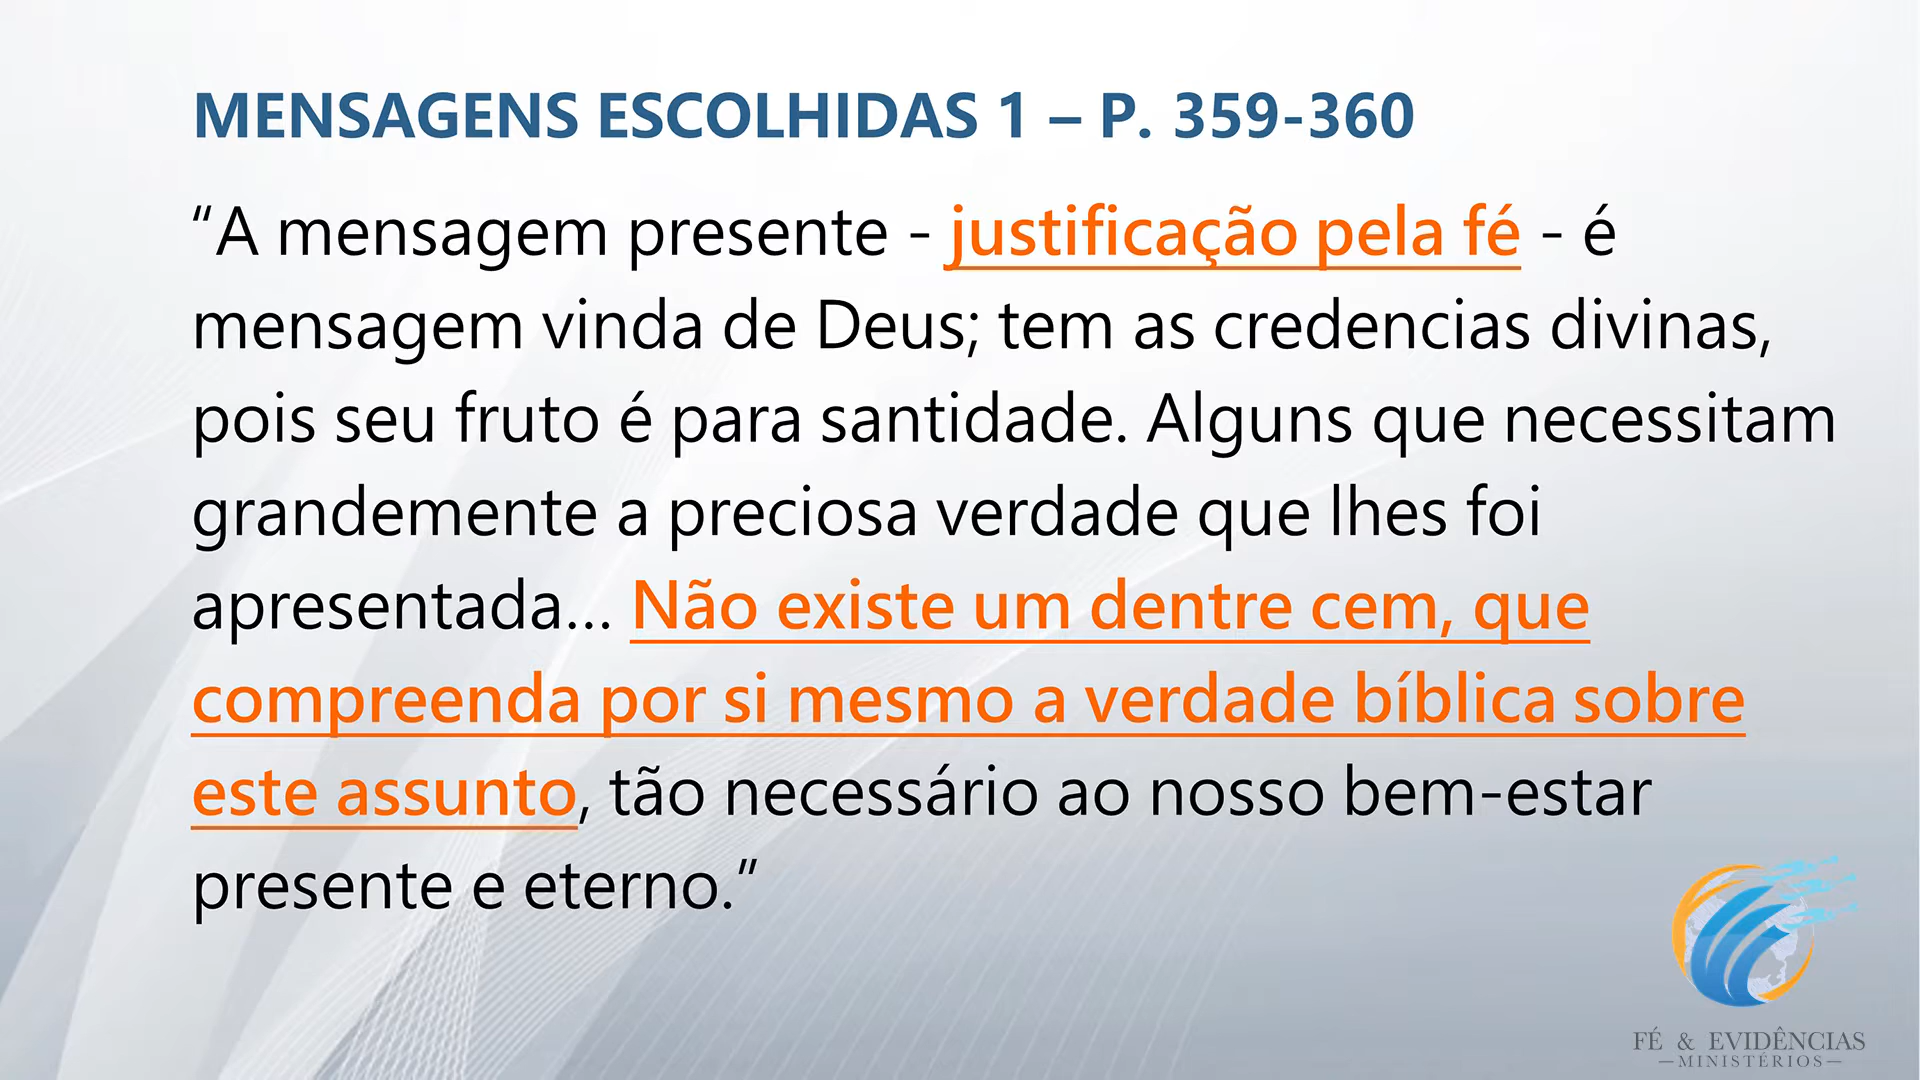 MENSAGENS ESCOLHIDAS 1 – P. 359-360
“A mensagem presente - justificação pela fé - é
mensagem vinda de Deus; tem as credencias divinas,
pois seu fruto é para santidade. Alguns que necessitam
grandemente a preciosa verdade que lhes foi
apresentada... Não existe um dentre cem, que
compreenda por si mesmo a verdade bíblica sobre
este assunto, tão necessário ao nosso bem-estar
presente e eterno.”
FÉ & EVIDÊNCIAS
—MINISTÉRIOS—